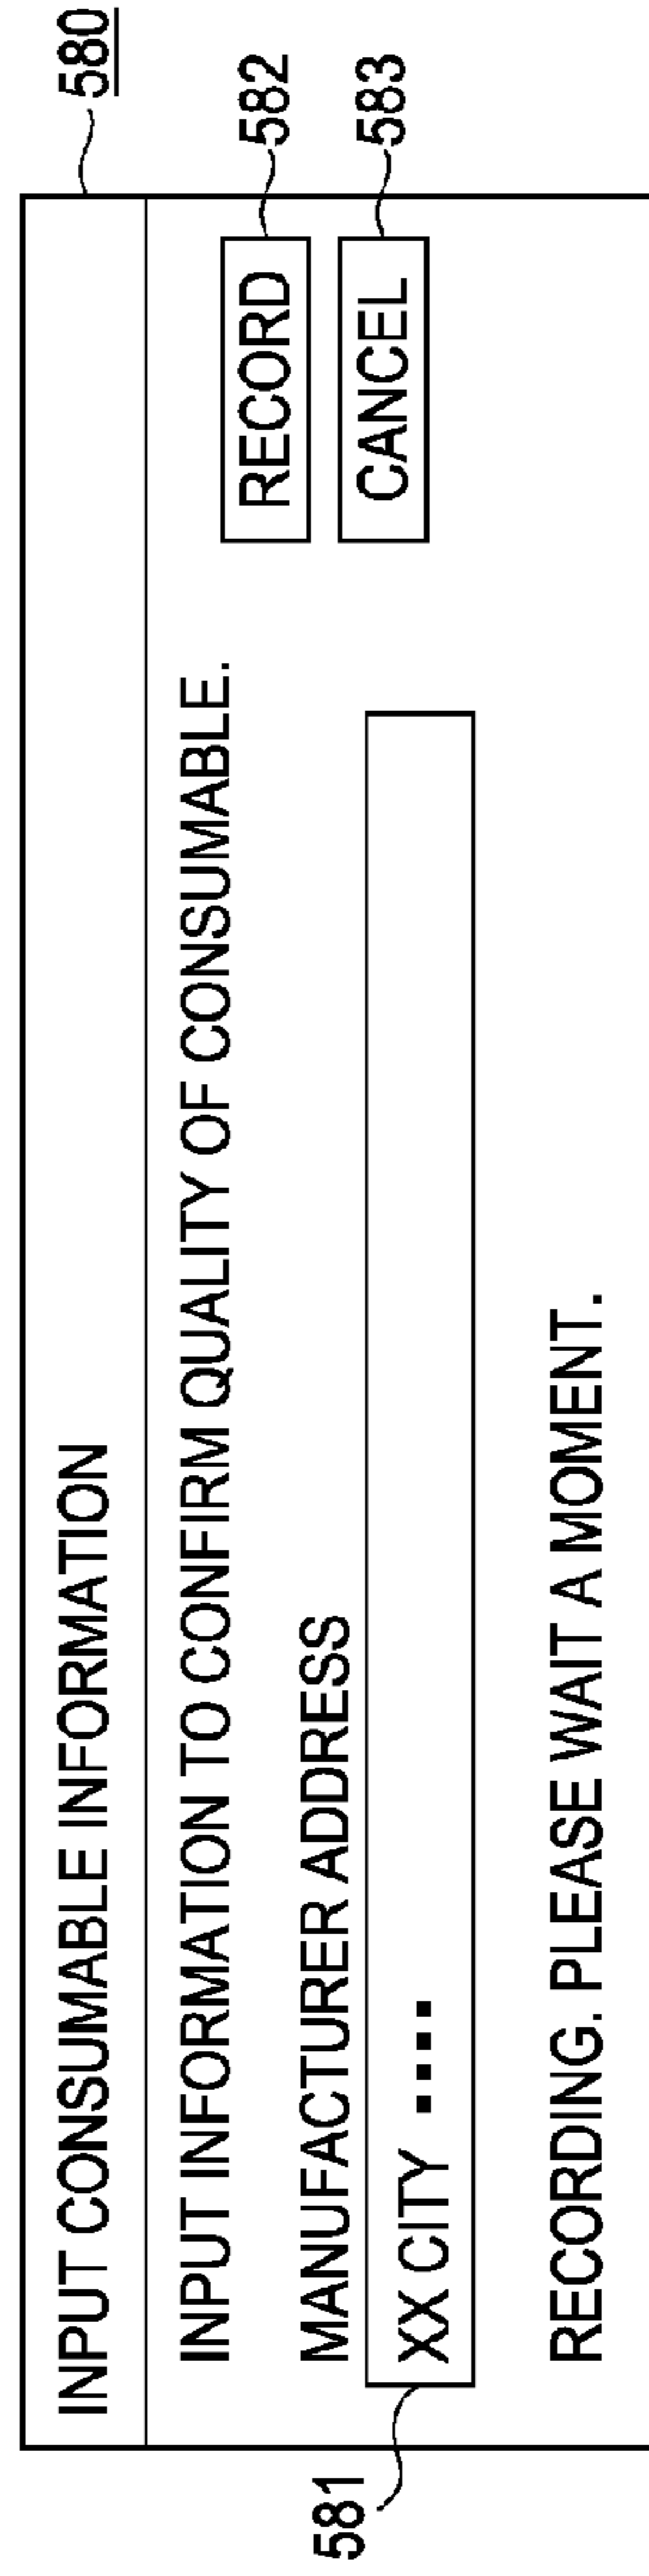 580
INPUT CONSUMABLE INFORMATION
INPUT INFORMATION TO CONFIRM QUALITY OF CONSUMABLE.
RECORD
582
MANUFACTURER ADDRESS
CANCEL
583
581
XX CITY ....
RECORDING. PLEASE WAIT A MOMENT.